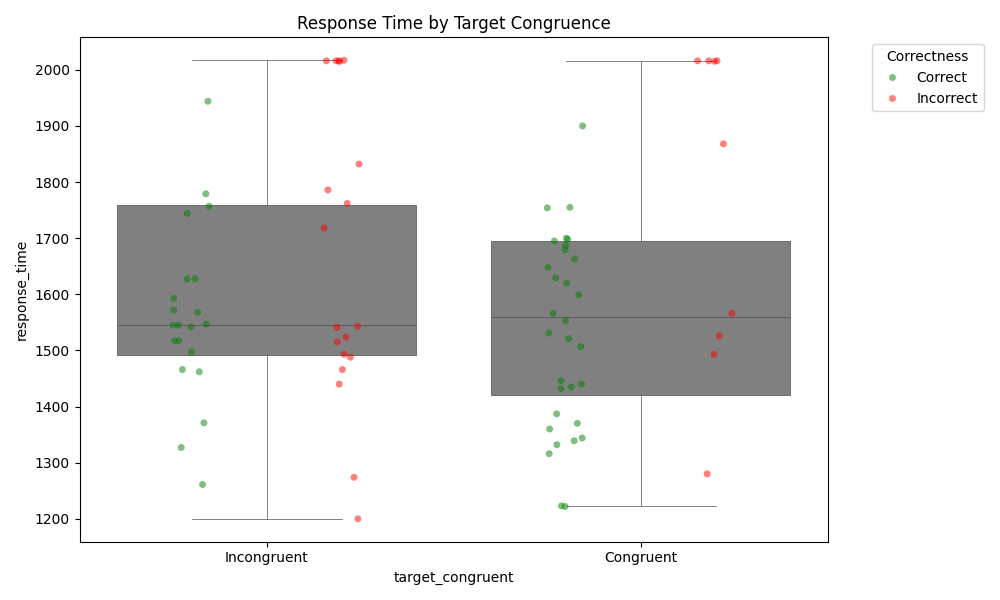 Response Time by Target Congruence
Correctness
Correct
Incorrect
2000
1900
1800
1700
1600
1500
1400
1300
1200
response_time
Incongruent
Congruent
target_congruent